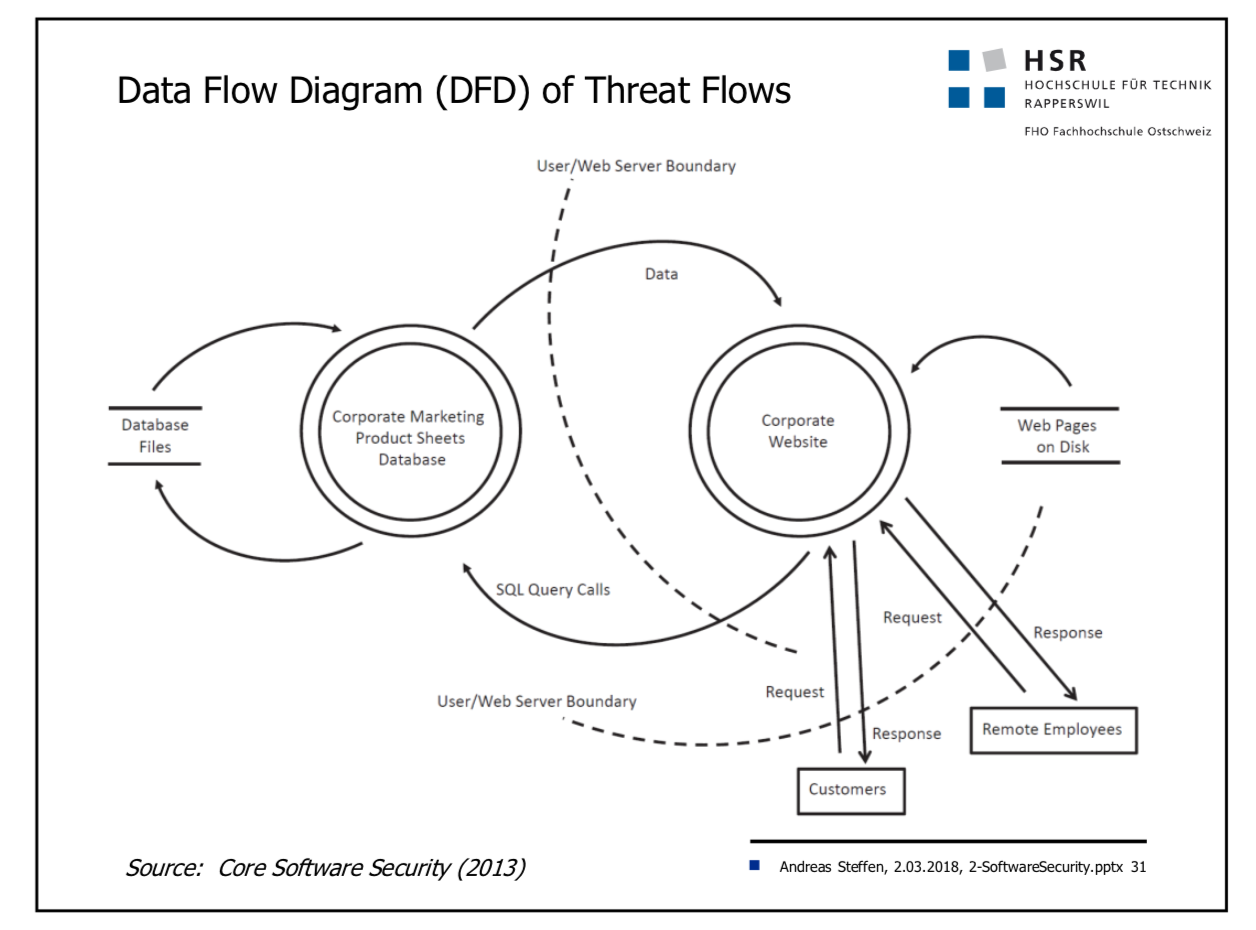 Data Flow Diagram (DFD) of Threat Flows
HSR
HOCHSCHULE FÜR TECHNIK
RAPPERSWIL
FHO Fachhochschule Ostschweiz
User/Web Server Boundary
Data
Database
Files
Corporate Marketing
Product Sheets
Database
Corporate
Website
Web Pages
on Disk
SQL Query Calls
Request
Response
User/Web Server Boundary
Request
Response
Remote Employees
Customers
Source: Core Software Security (2013)
Andreas Steffen, 2.03.2018, 2-SoftwareSecurity.pptx 31